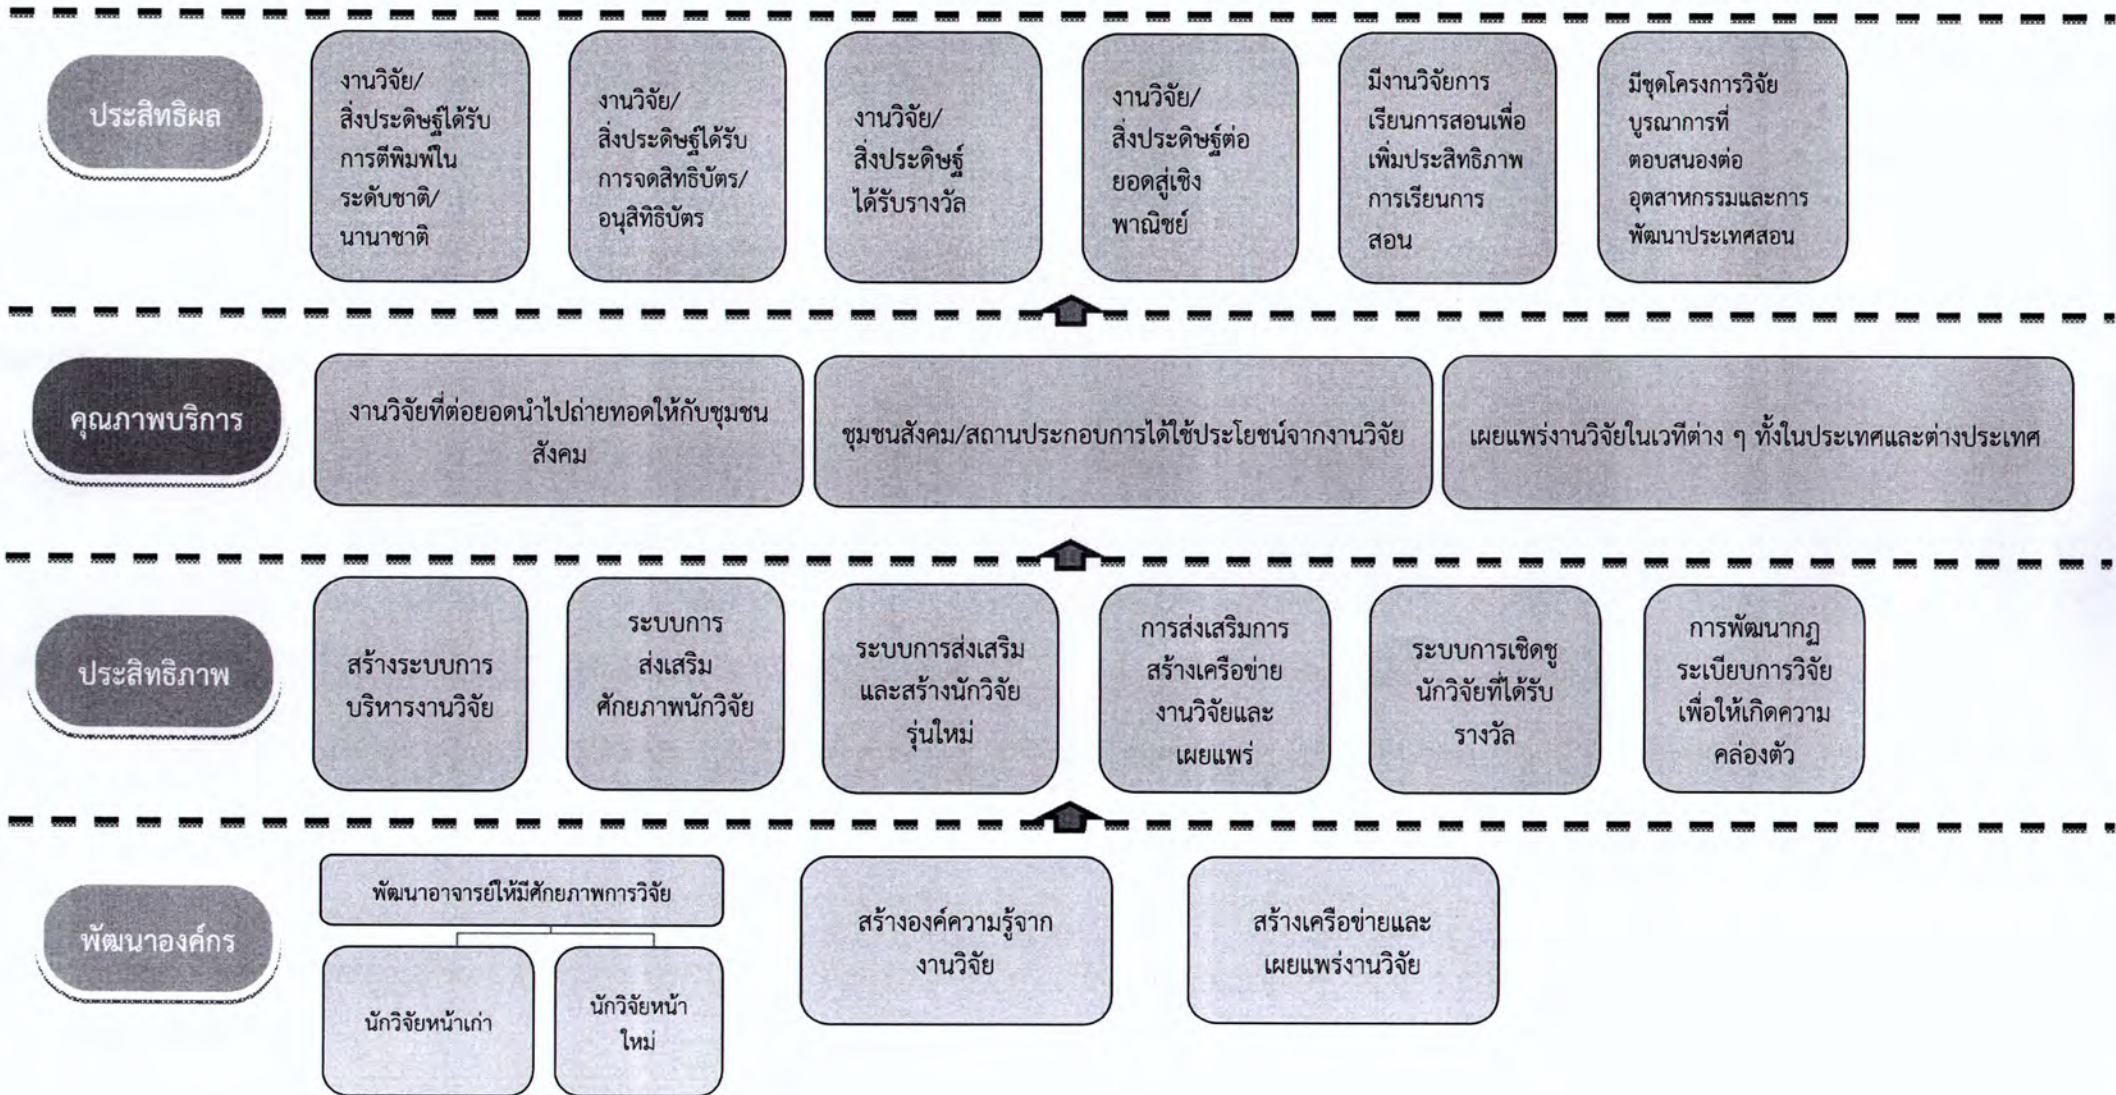 ประสิทธิผล
งานวิจัย/
สิ่งประดิษฐ์ได้รับ
การตีพิมพ์ใน
ระดับชาติ/
นานาชาติ
งานวิจัย/
สิ่งประดิษฐ์ได้รับ
การจดสิทธิบัตร/
อนุสิทิธิบัตร
งานวิจัย/
สิ่งประดิษฐ์
ได้รับรางวัล
งานวิจัย/
สิ่งประดิษฐ์ต่อ
ยอดสู่เชิง
พาณิชย์
มีงานวิจัยการ
เรียนการสอนเพื่อ
เพิ่มประสิทธิภาพ
การเรียนการ
สอน
มีชุดโครงการวิจัย
บูรณาการที่
ตอบสนองต่อ
อุตสาหกรรมและการ
พัฒนาประเทศสอน
คุณภาพบริการ
งานวิจัยที่ต่อยอดนำไปถ่ายทอดให้กับชุมชน
สังคม
ชุมชนสังคม/สถานประกอบการได้ใช้ประโยชน์จากงานวิจัย
เผยแพร่งานวิจัยในเวทีต่าง ๆ ทั้งในประเทศและต่างประเทศ
ประสิทธิภาพ
สร้างระบบการ
บริหารงานวิจัย
ระบบการ
ส่งเสริม
ศักยภาพนักวิจัย
ระบบการส่งเสริม
และสร้างนักวิจัย
รุ่นใหม่
การส่งเสริมการ
สร้างเครือข่าย
งานวิจัยและ
เผยแพร่
ระบบการเชิดชู
นักวิจัยที่ได้รับ
รางวัล
การพัฒนากฏ
ระเบียบการวิจัย
เพื่อให้เกิดความ
คล่องตัว
พัฒนาองค์กร
พัฒนาอาจารย์ให้มีศักยภาพการวิจัย
นักวิจัยหน้าเก่า
นักวิจัยหน้า
ใหม่
สร้างองค์ความรู้จาก
งานวิจัย
สร้างเครือข่ายและ
เผยแพร่งานวิจัย